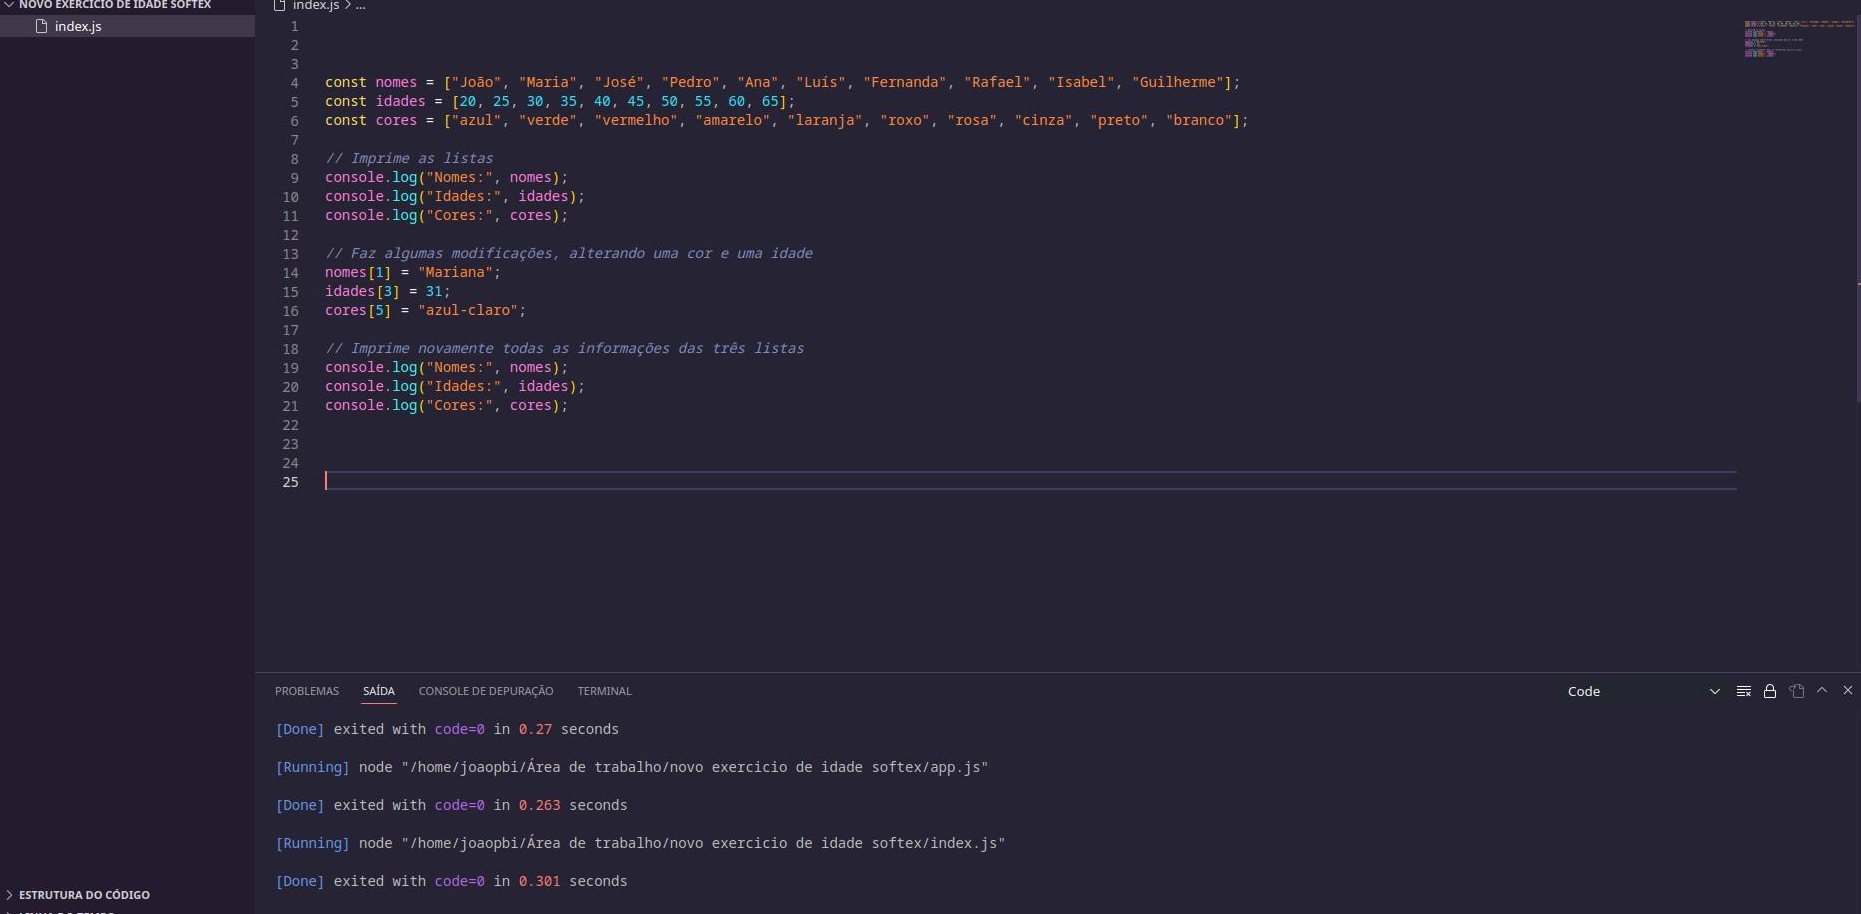 NOVO EXERCICIO DE IDADE SOFTEX
index.js
index.js > ...
1
2
3
4 const nomes = ["João", "Maria", "José", "Pedro", "Ana", "Luís", "Fernanda", "Rafael", "Isabel", "Guilherme"];
5 const idades = [20, 25, 30, 35, 40, 45, 50, 55, 60, 65];
6 const cores = ["azul", "verde", "vermelho", "amarelo", "laranja", "roxo", "rosa", "cinza", "preto", "branco"];
7
8 // Imprime as listas
9 console.log("Nomes:", nomes);
10 console.log("Idades:", idades);
11 console.log("Cores:", cores);
12
13 // Faz algumas modificações, alterando uma cor e uma idade
14 nomes[1] = "Mariana";
15 idades[3] = 31;
16 cores[5] = "azul-claro";
17
18 // Imprime novamente todas as informações das três listas
19 console.log("Nomes:", nomes);
20 console.log("Idades:", idades);
21 console.log("Cores:", cores);
22
23
24
25
PROBLEMAS SAÍDA CONSOLE DE DEPURAÇÃO TERMINAL Code
[Done] exited with code=0 in 0.27 seconds
[Running] node "/home/joaopbi/Área de trabalho/novo exercicio de idade softex/app.js"
[Done] exited with code=0 in 0.263 seconds
[Running] node "/home/joaopbi/Área de trabalho/novo exercicio de idade softex/index.js"
[Done] exited with code=0 in 0.301 seconds
ESTRUTURA DO CÓDIGO